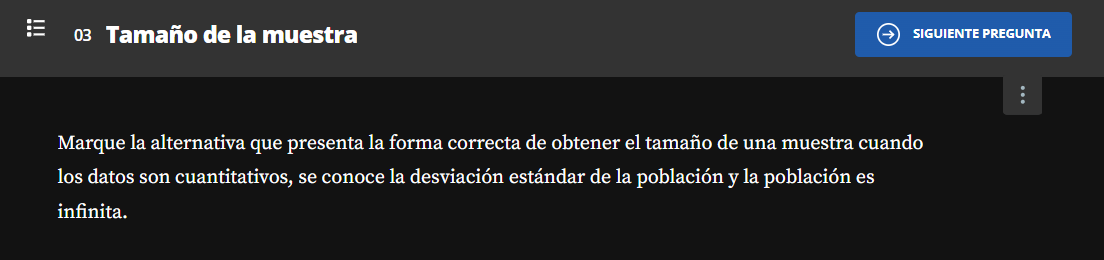 03 Tamaño de la muestra
SIGUIENTE PREGUNTA
Marque la alternativa que presenta la forma correcta de obtener el tamaño de una muestra cuando
los datos son cuantitativos, se conoce la desviación estándar de la población y la población es
infinita.